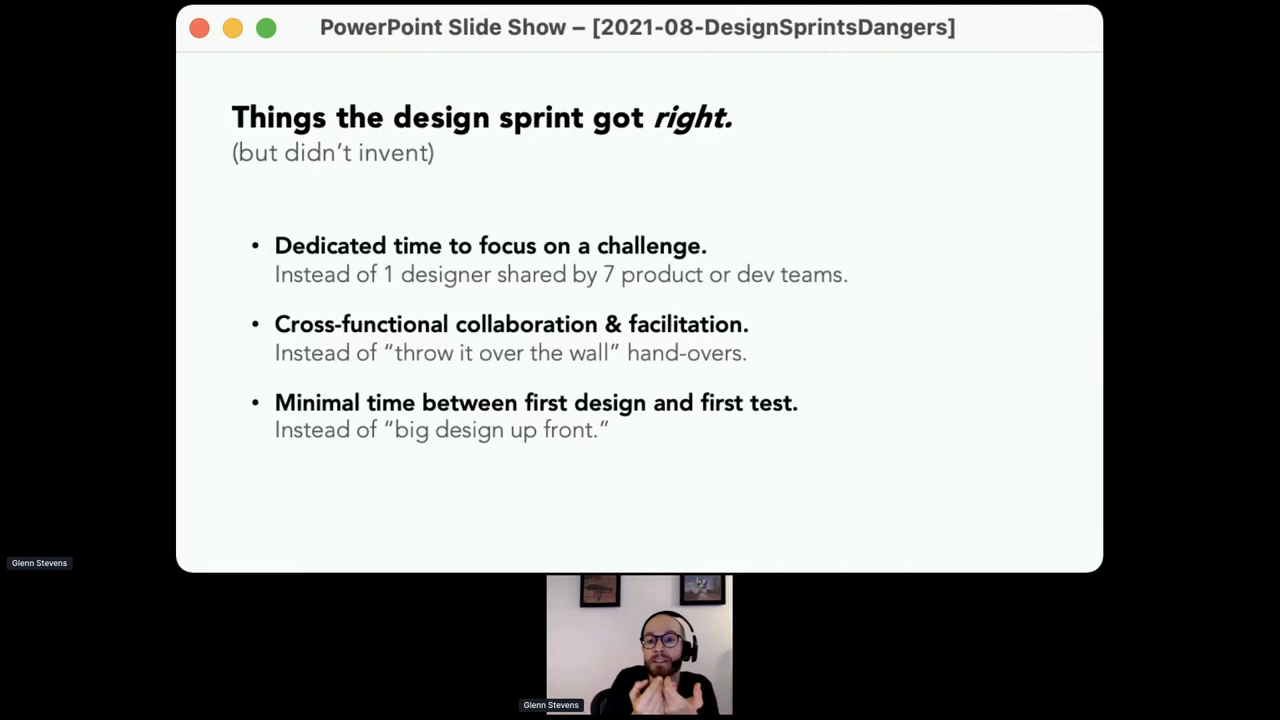 PowerPoint Slide Show – [2021-08-DesignSprintsDangers]
Things the design sprint got right.
(but didn’t invent)
• Dedicated time to focus on a challenge.
Instead of 1 designer shared by 7 product or dev teams.
• Cross-functional collaboration & facilitation.
Instead of “throw it over the wall” hand-overs.
• Minimal time between first design and first test.
Instead of “big design up front.”
Glenn Stevens
Glenn Stevens